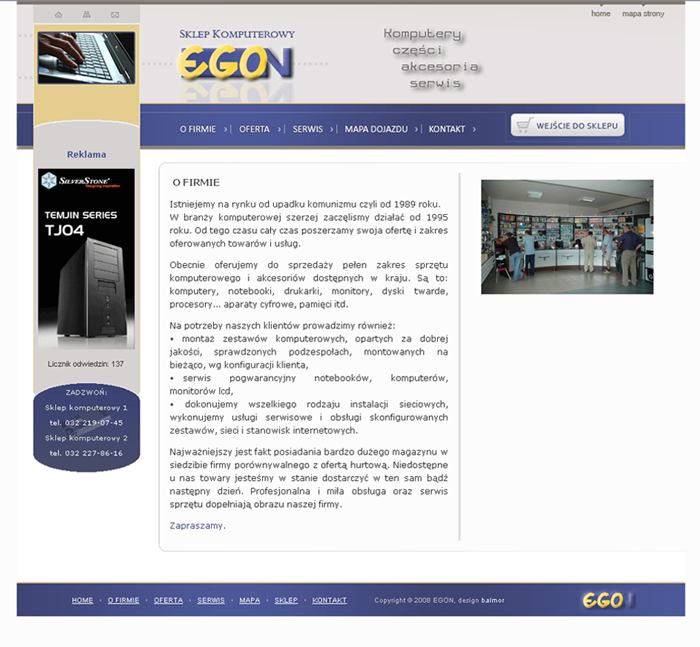 home mapa strony
SKLEP KOMPUTEROWY
EGON
Komputery
części
akcesoria
serwis
O FIRMIE › | OFERTA › | SERWIS › | MAPA DOJAZDU › | KONTAKT ›
WEJŚCIE DO SKLEPU
Reklama
SILVERSTONE
Designing Inspiration
TEMJIN SERIES
TJ04
Licznik odwiedzin: 137
ZADZWOŃ:
Sklep komputerowy 1
tel. 032 219-07-45
Sklep komputerowy 2
tel. 032 227-86-16
O FIRMIE
Istniejemy na rynku od upadku komunizmu czyli od 1989 roku.
W branży komputerowej szerzej zaczęlismy działać od 1995
roku. Od tego czasu cały czas poszerzamy swoja ofertę i zakres
oferowanych towarów i usług.
Obecnie oferujemy do sprzedaży pełen zakres sprzętu
komputerowego i akcesoriów dostępnych w kraju. Są to:
komputery, notebooki, drukarki, monitory, dyski twarde,
procesory... aparaty cyfrowe, pamięci itd.
Na potrzeby naszych klientów prowadzimy również:
• montaż zestawów komputerowych, opartych za dobrej
jakości, sprawdzonych podzespołach, montowanych na
bieżąco, wg konfiguracji klienta,
• serwis pogwarancyjny notebooków, komputerów,
monitorów lcd,
• dokonujemy wszelkiego rodzaju instalacji sieciowych,
wykonujemy usługi serwisowe i obsługi skonfigurowanych
zestawów, sieci i stanowisk internetowych.
Najważniejszy jest fakt posiadania bardzo dużego magazynu w
siedzibie firmy porównywalnego z ofertą hurtową. Niedostępne
u nas towary jesteśmy w stanie dostarczyć w ten sam bądź
następny dzień. Profesjonalna i miła obsługa oraz serwis
sprzętu dopełniają obrazu naszej firmy.
Zapraszamy.
HOME · O FIRMIE · OFERTA · SERWIS · MAPA · SKLEP · KONTAKT
Copyright © 2008 EGON, design balmor
EGO